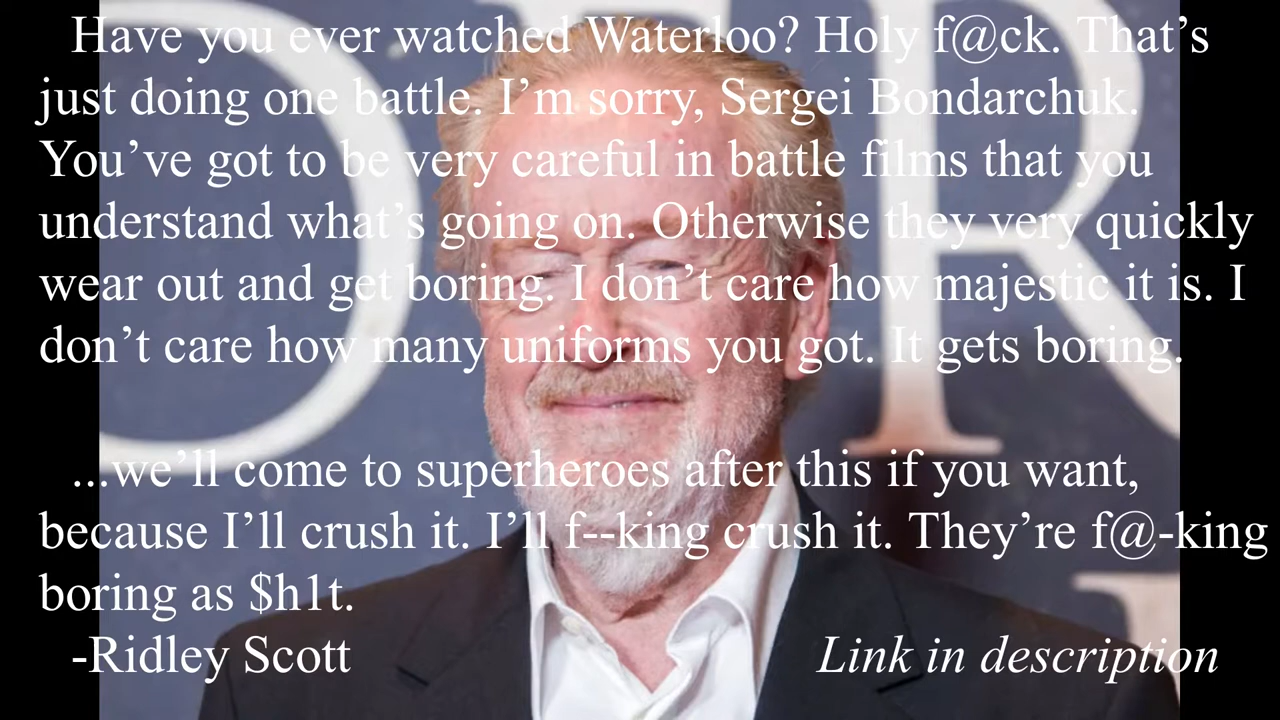 Have you ever watched Waterloo? Holy f@ck. That’s
just doing one battle. I’m sorry, Sergei Bondarchuk.
You’ve got to be very careful in battle films that you
understand what’s going on. Otherwise they very quickly
wear out and get boring. I don’t care how majestic it is. I
don’t care how many uniforms you got. It gets boring.
...we’ll come to superheroes after this if you want,
because I’ll crush it. I’ll f--king crush it. They’re f@-king
boring as $h1t.
-Ridley Scott
Link in description